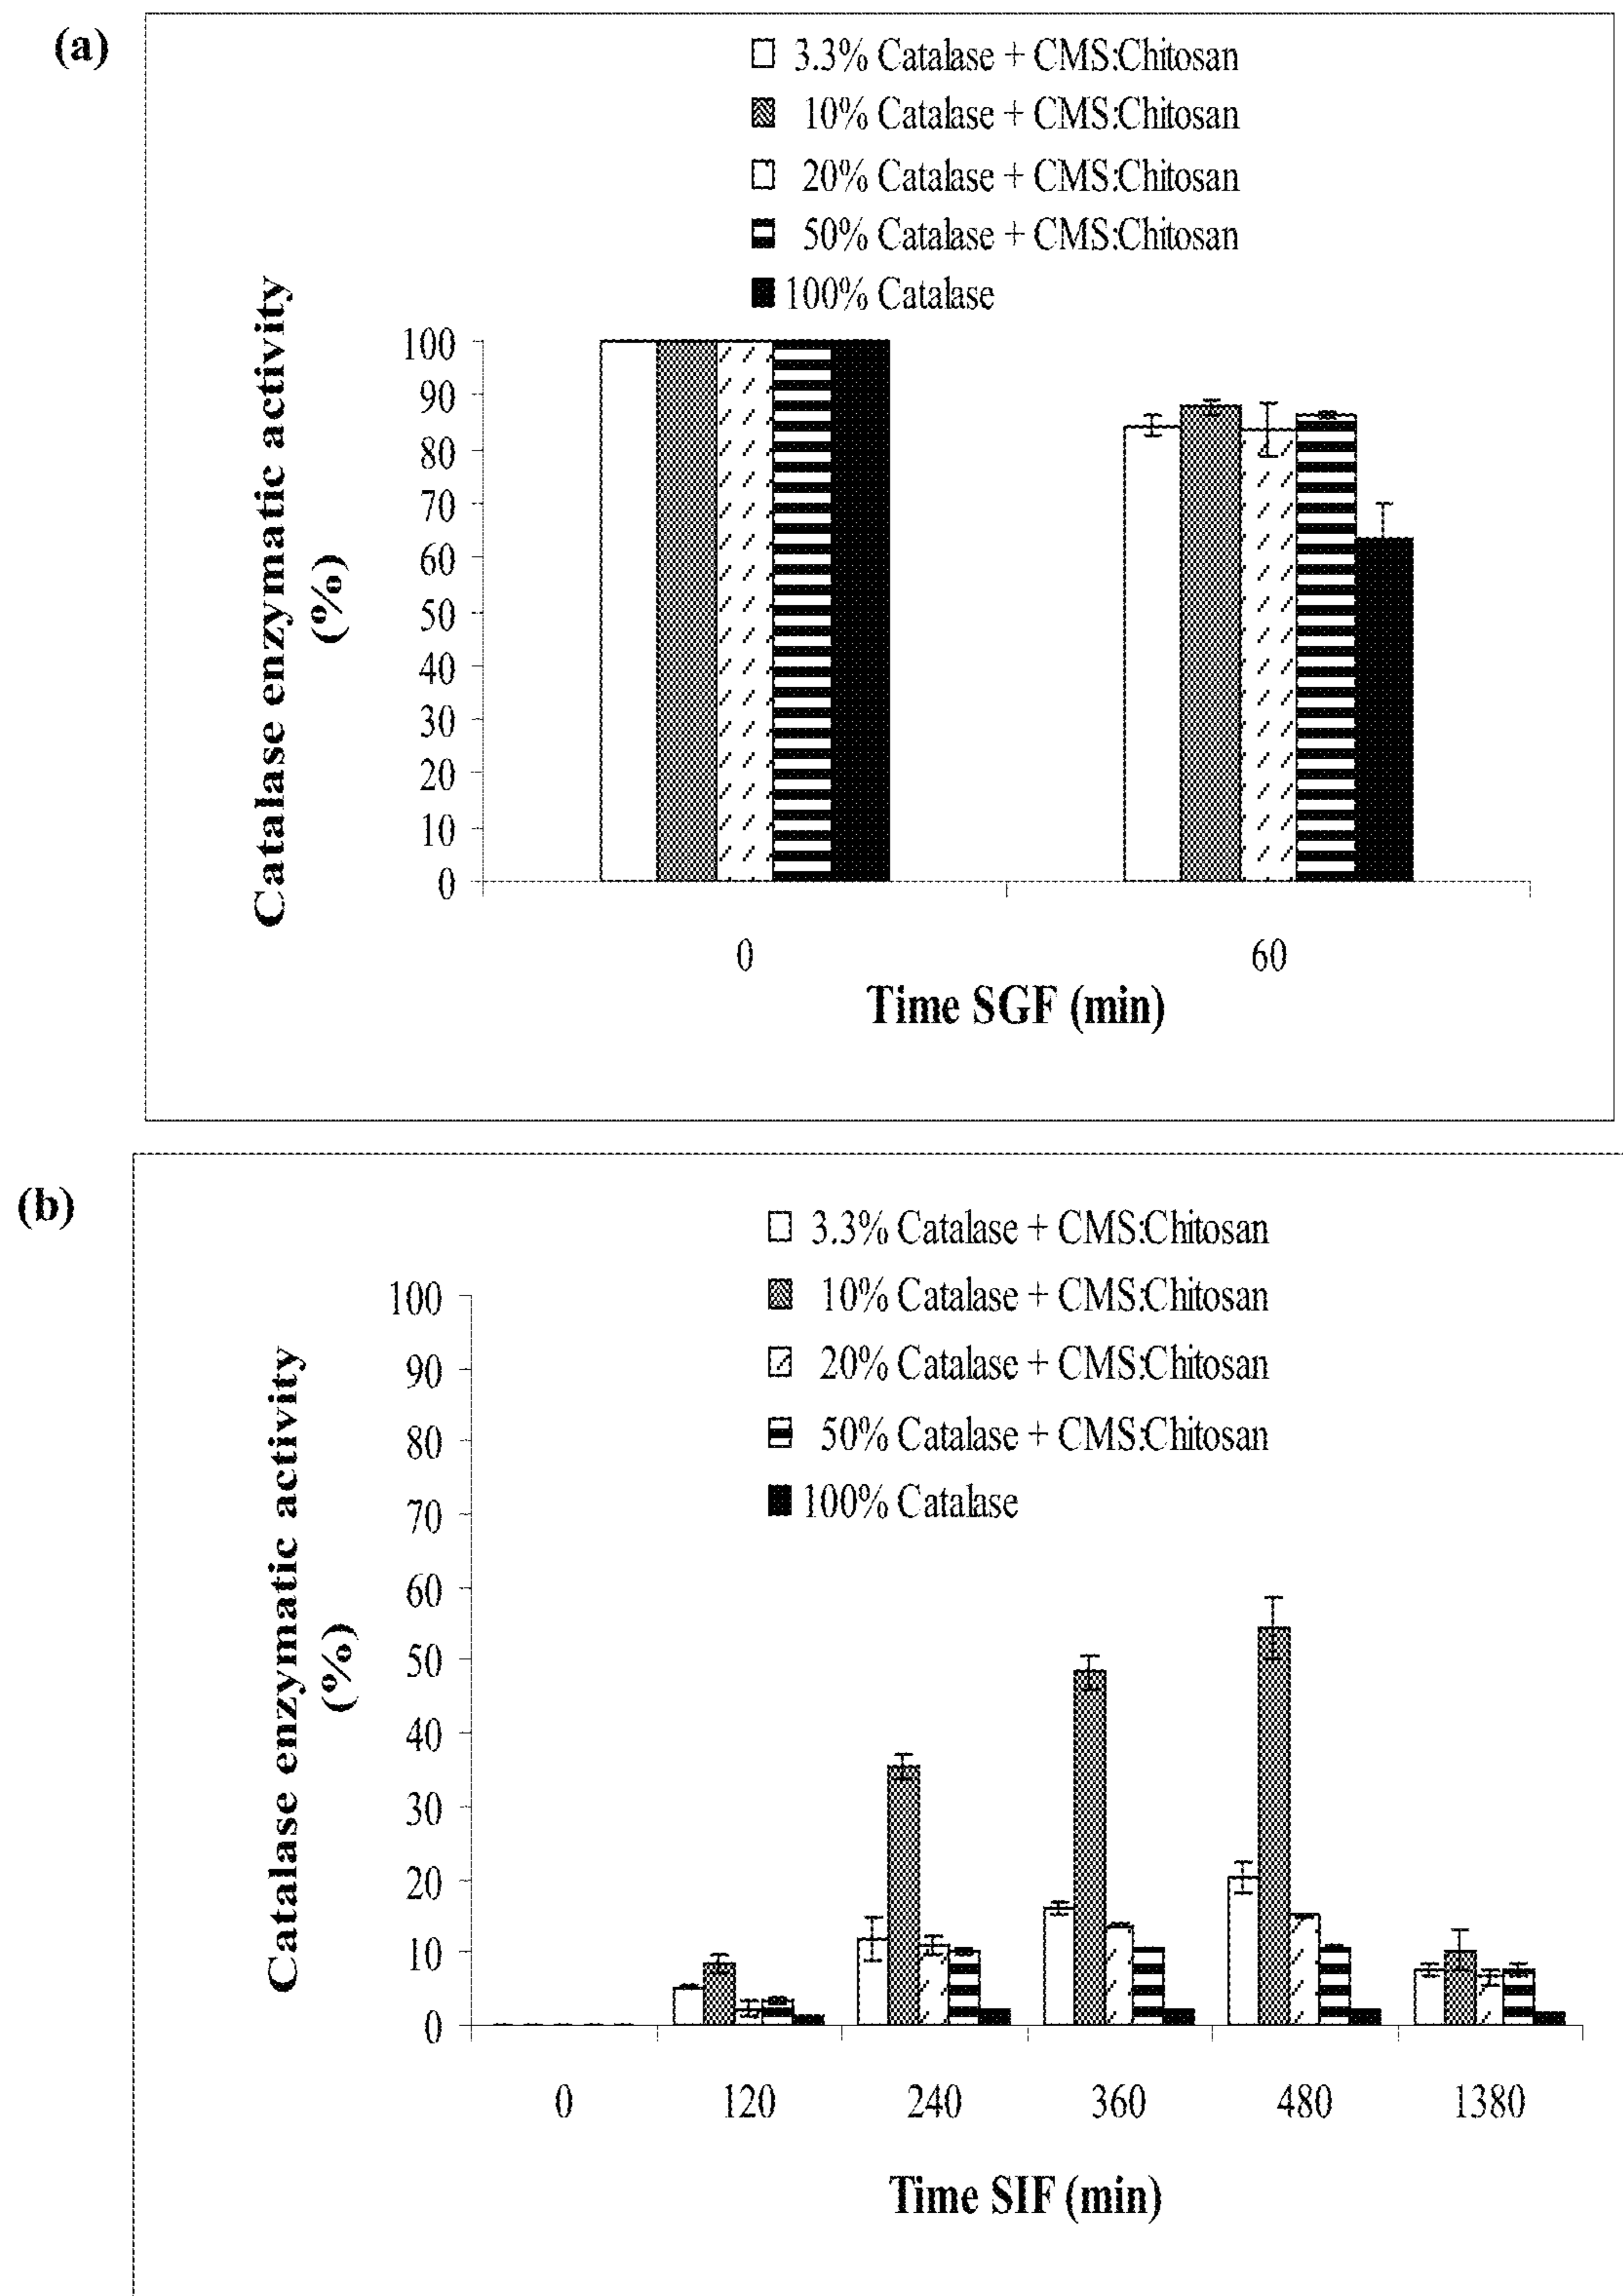 (a)
3.3% Catalase + CMS:Chitosan
10% Catalase + CMS:Chitosan
20% Catalase + CMS:Chitosan
50% Catalase + CMS:Chitosan
100% Catalase
Catalase enzymatic activity
(%)
100
90
80
70
60
50
40
30
20
10
0
0
60
Time SGF (min)
(b)
3.3% Catalase + CMS:Chitosan
10% Catalase + CMS:Chitosan
20% Catalase + CMS:Chitosan
50% Catalase + CMS:Chitosan
100% Catalase
Catalase enzymatic activity
(%)
100
90
80
70
60
50
40
30
20
10
0
0
120
240
360
480
1380
Time SIF (min)